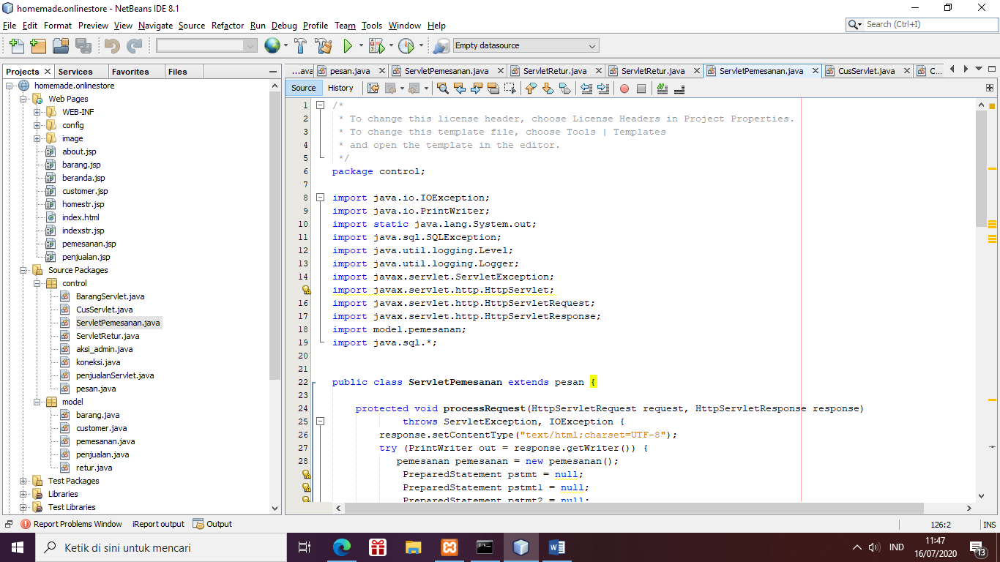 homemade.onlinestore - NetBeans IDE 8.1
File Edit Format Preview View Navigate Source Refactor Run Debug Profile Team Tools Window Help
Search (Ctrl+I)
Empty datasource
Projects Services Favorites Files
...ava pesan.java ServletPemesanan.java ServletRetur.java ServletRetur.java ServletPemesanan.java CusServlet.java C...
Source History
homemade.onlinestore
Web Pages
WEB-INF
config
image
about.jsp
barang.jsp
beranda.jsp
customer.jsp
homestr.jsp
index.html
indexstr.jsp
pemesanan.jsp
penjualan.jsp
Source Packages
control
BarangServlet.java
CusServlet.java
ServletPemesanan.java
ServletRetur.java
aksi_admin.java
koneksi.java
penjualanServlet.java
pesan.java
model
barang.java
customer.java
pemesanan.java
penjualan.java
retur.java
Test Packages
Libraries
Test Libraries
1 /*
2 * To change this license header, choose License Headers in Project Properties.
3 * To change this template file, choose Tools | Templates
4 * and open the template in the editor.
5 */
6 package control;
7
8 import java.io.IOException;
9 import java.io.PrintWriter;
10 import static java.lang.System.out;
11 import java.sql.SQLException;
12 import java.util.logging.Level;
13 import java.util.logging.Logger;
14 import javax.servlet.ServletException;
import javax.servlet.http.HttpServlet;
16 import javax.servlet.http.HttpServletRequest;
17 import javax.servlet.http.HttpServletResponse;
18 import model.pemesanan;
19 import java.sql.*;
20
21
22 public class ServletPemesanan extends pesan {
23
24 protected void processRequest(HttpServletRequest request, HttpServletResponse response)
25 throws ServletException, IOException {
26 response.setContentType("text/html;charset=UTF-8");
27 try (PrintWriter out = response.getWriter()) {
28 pemesanan pemesanan = new pemesanan();
PreparedStatement pstmt = null;
PreparedStatement pstmt1 = null;
PreparedStatement pstmt2 = null;
Report Problems Window iReport output Output
126:2 INS
Ketik di sini untuk mencari
IND
11:47
16/07/2020
13